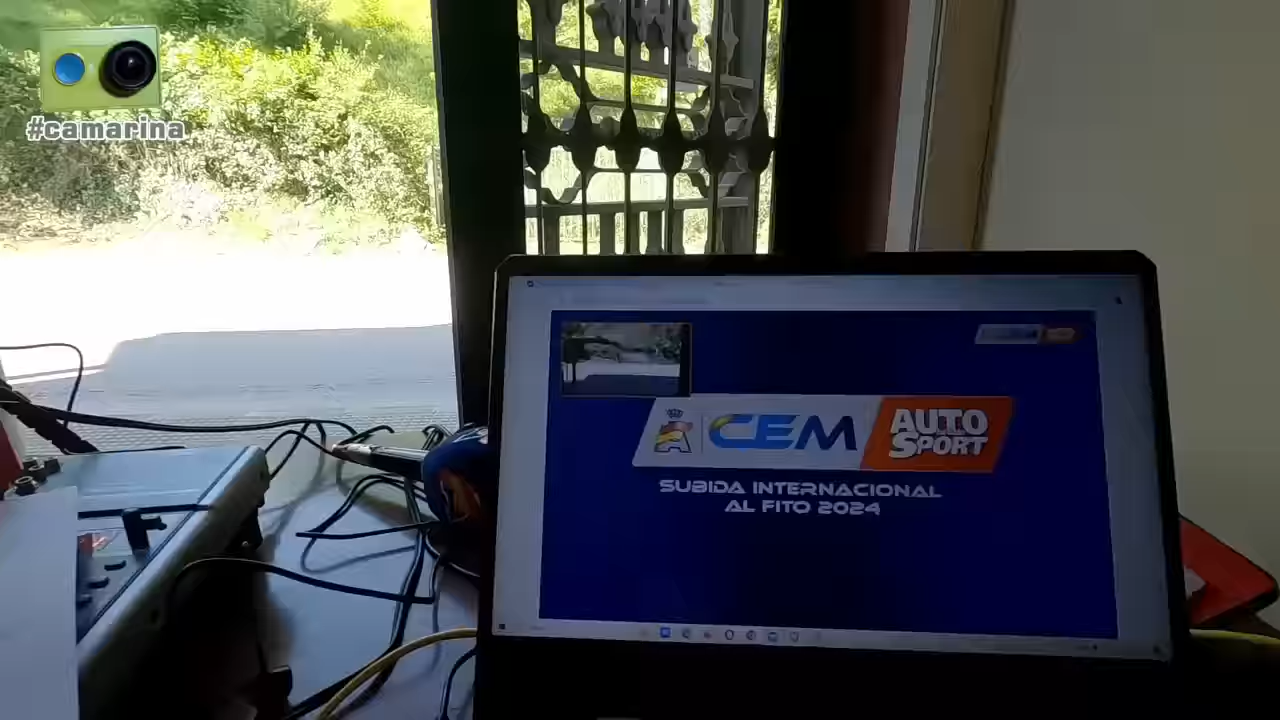 #camarina
CEM
AUTO
SPORT
SUBIDA INTERNACIONAL
AL FITO 2024